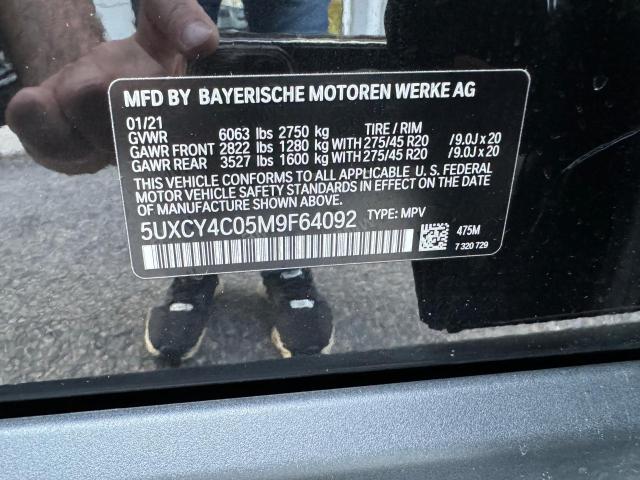 MFD BY BAYERISCHE MOTOREN WERKE AG
01/21
GVWR 6063 lbs 2750 kg TIRE / RIM
GAWR FRONT 2822 lbs 1280 kg WITH 275/45 R20 /9.0J x 20
GAWR REAR 3527 lbs 1600 kg WITH 275/45 R20 /9.0J x 20
THIS VEHICLE CONFORMS TO ALL APPLICABLE U. S. FEDERAL
MOTOR VEHICLE SAFETY STANDARDS IN EFFECT ON THE DATE
OF MANUFACTURE SHOWN ABOVE.
5UXCY4C05M9F64092 TYPE: MPV
475M
7 320 729